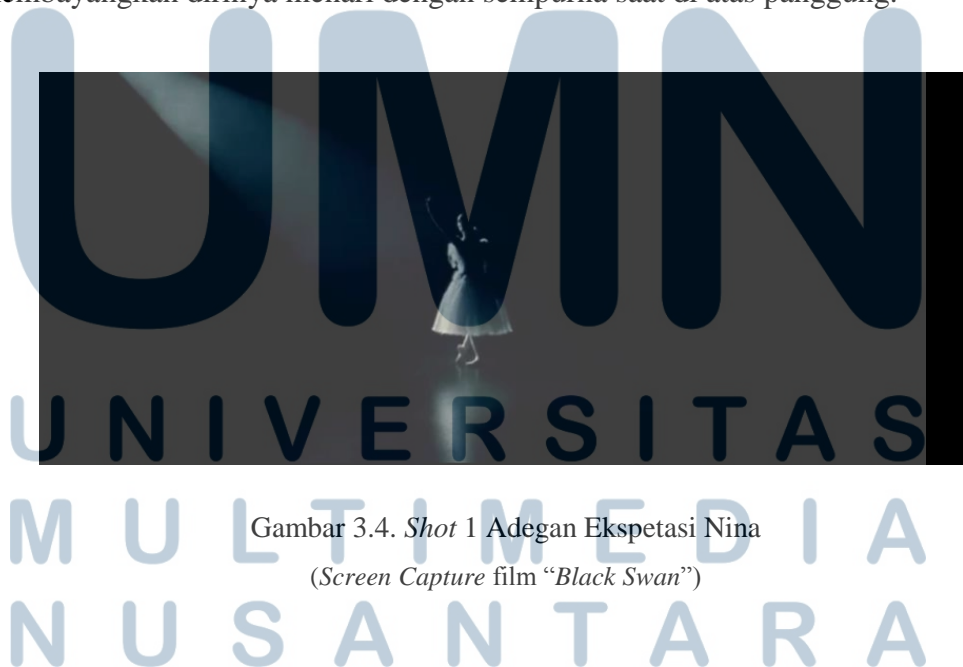 membayangkan dirinya menari dengan sempurna saat di atas panggung.
UMN
UNIVERSITAS
Gambar 3.4. Shot 1 Adegan Ekspetasi Nina
MULTIMEDIA
(Screen Capture film “Black Swan”)
NUSANTARA